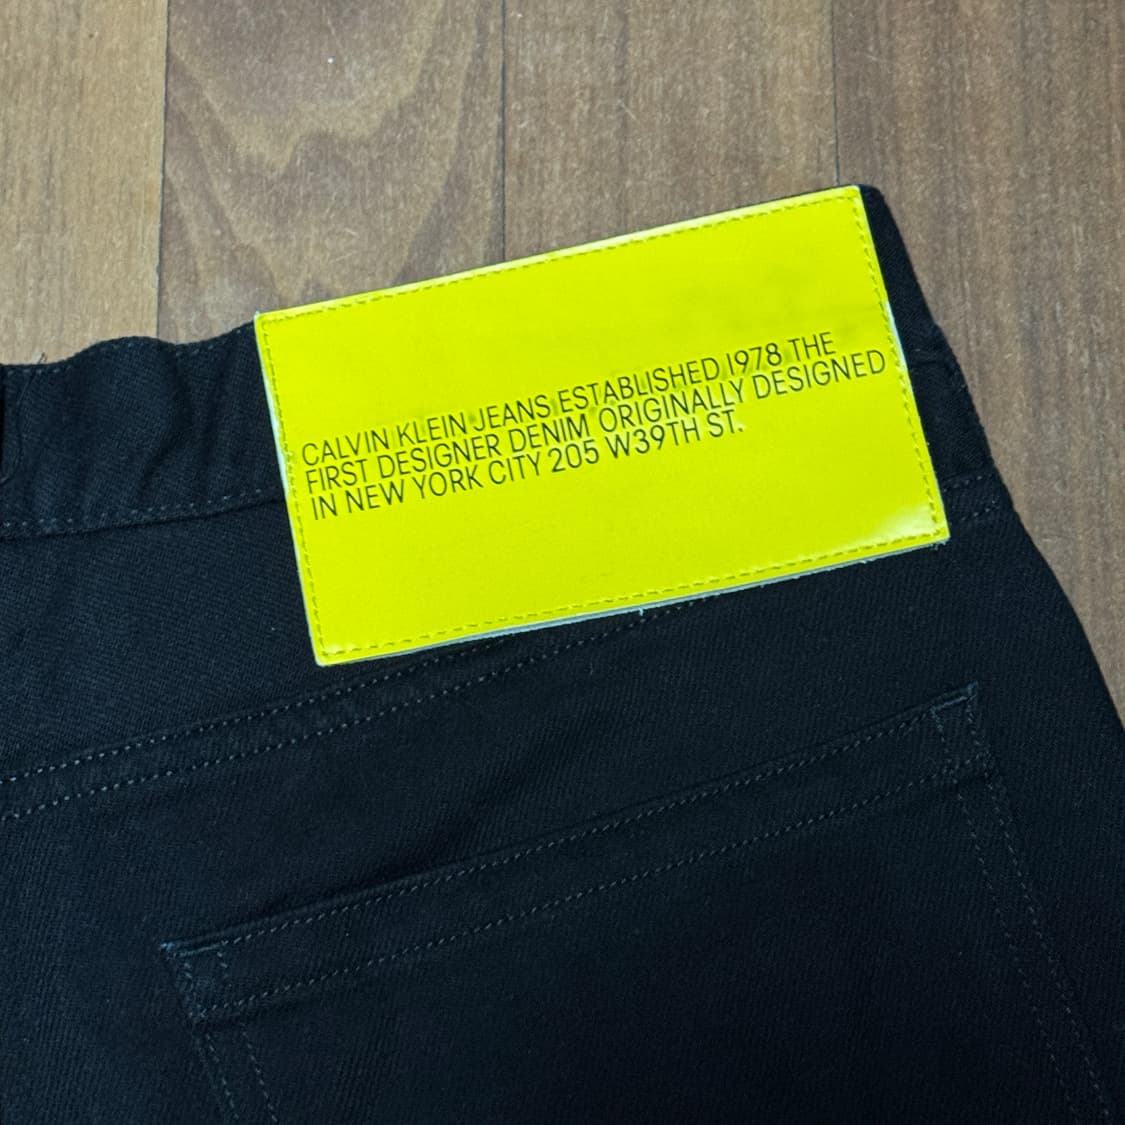 CALVIN KLEIN JEANS ESTABLISHED 1978 THE
FIRST DESIGNER DENIM ORIGINALLY DESIGNED
IN NEW YORK CITY 205 W39TH ST.